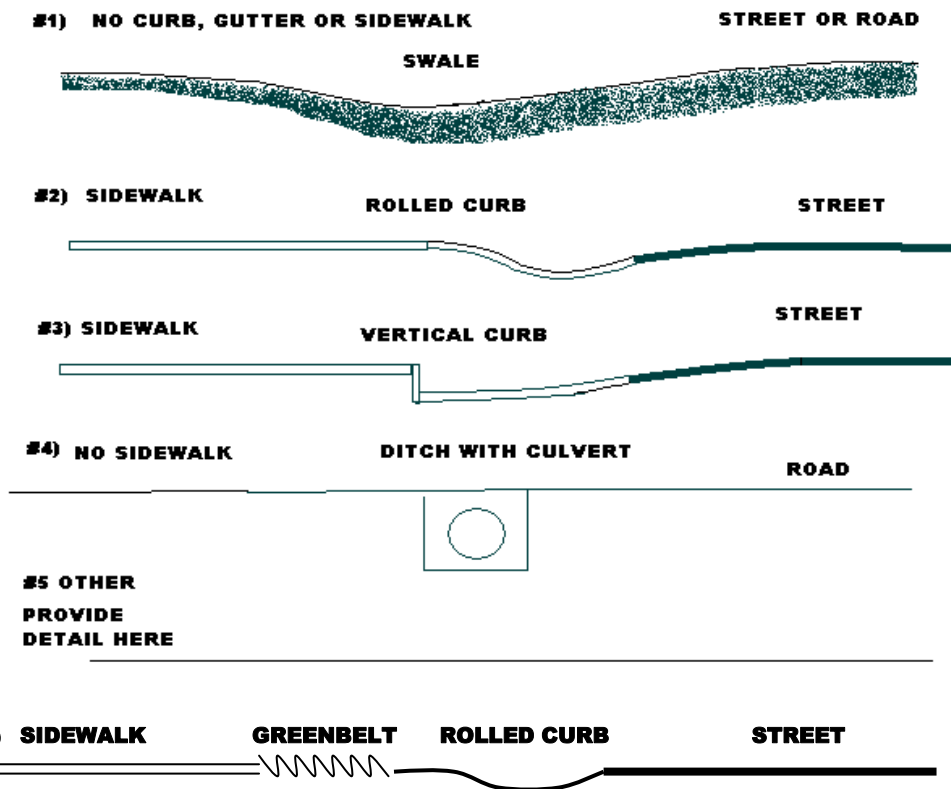 #1) NO CURB, GUTTER OR SIDEWALK STREET OR ROAD
SWALE
#2) SIDEWALK ROLLED CURB STREET
#3) SIDEWALK VERTICAL CURB STREET
#4) NO SIDEWALK DITCH WITH CULVERT ROAD
#5 OTHER
PROVIDE
DETAIL HERE
) SIDEWALK GREENBELT ROLLED CURB STREET